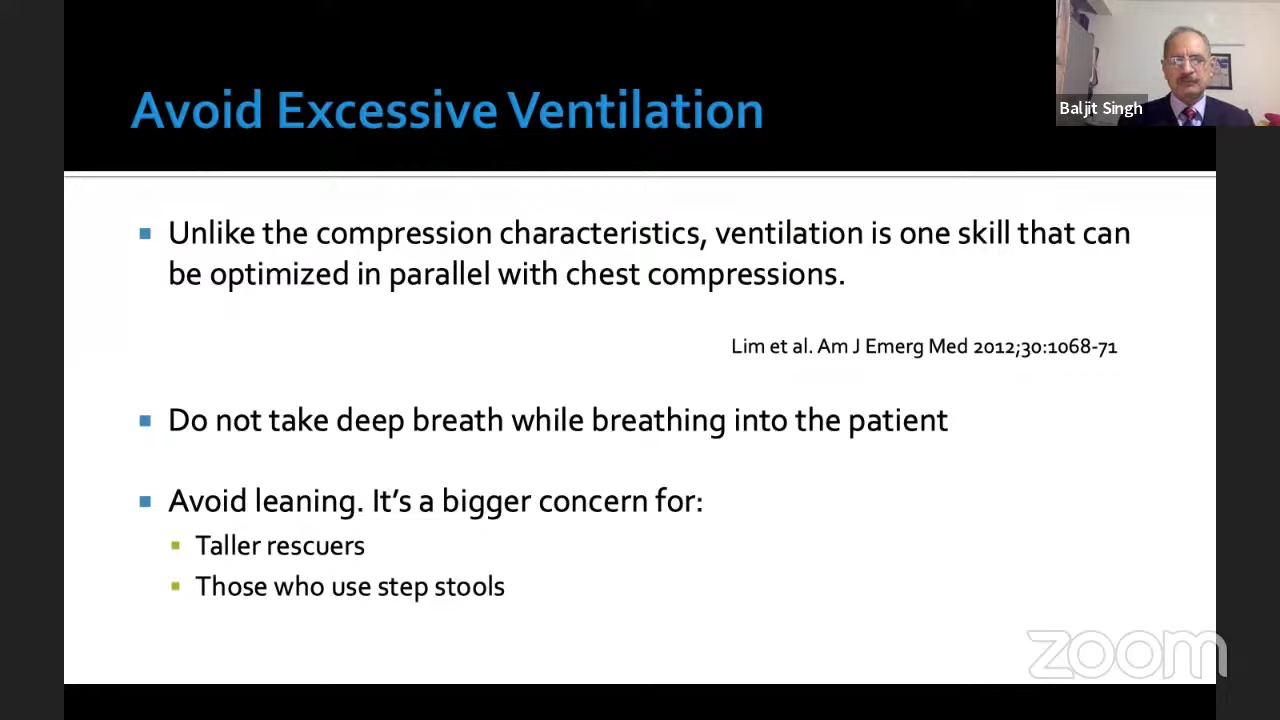 Avoid Excessive Ventilation
Baljit Singh
Unlike the compression characteristics, ventilation is one skill that can
be optimized in parallel with chest compressions.
Lim et al. Am J Emerg Med 2012;30:1068-71
Do not take deep breath while breathing into the patient
Avoid leaning. It’s a bigger concern for:
Taller rescuers
Those who use step stools
zoom